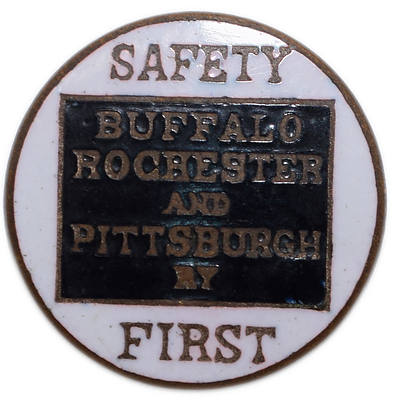 SAFETY
BUFFALO
ROCHESTER
AND
PITTSBURGH
RY
FIRST